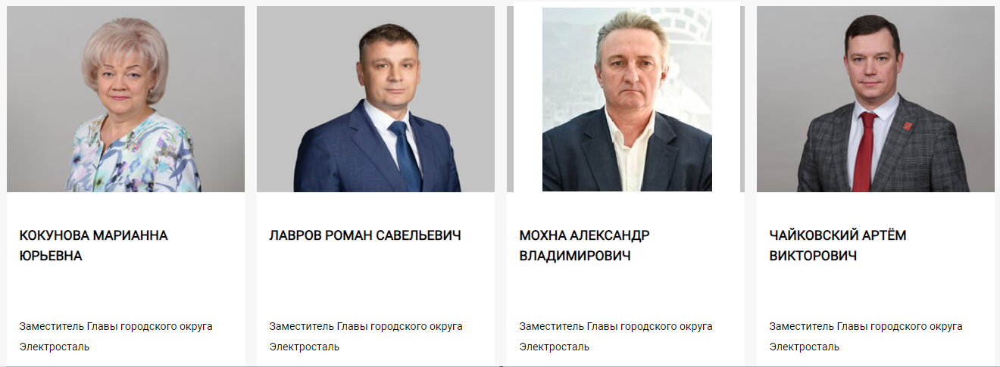 КОКУНОВА МАРИАННА
ЮРЬЕВНА
Заместитель Главы городского округа
Электросталь
ЛАВРОВ РОМАН САВЕЛЬЕВИЧ
Заместитель Главы городского округа
Электросталь
МОХНА АЛЕКСАНДР
ВЛАДИМИРОВИЧ
Заместитель Главы городского округа
Электросталь
ЧАЙКОВСКИЙ АРТЁМ
ВИКТОРОВИЧ
Заместитель Главы городского округа
Электросталь